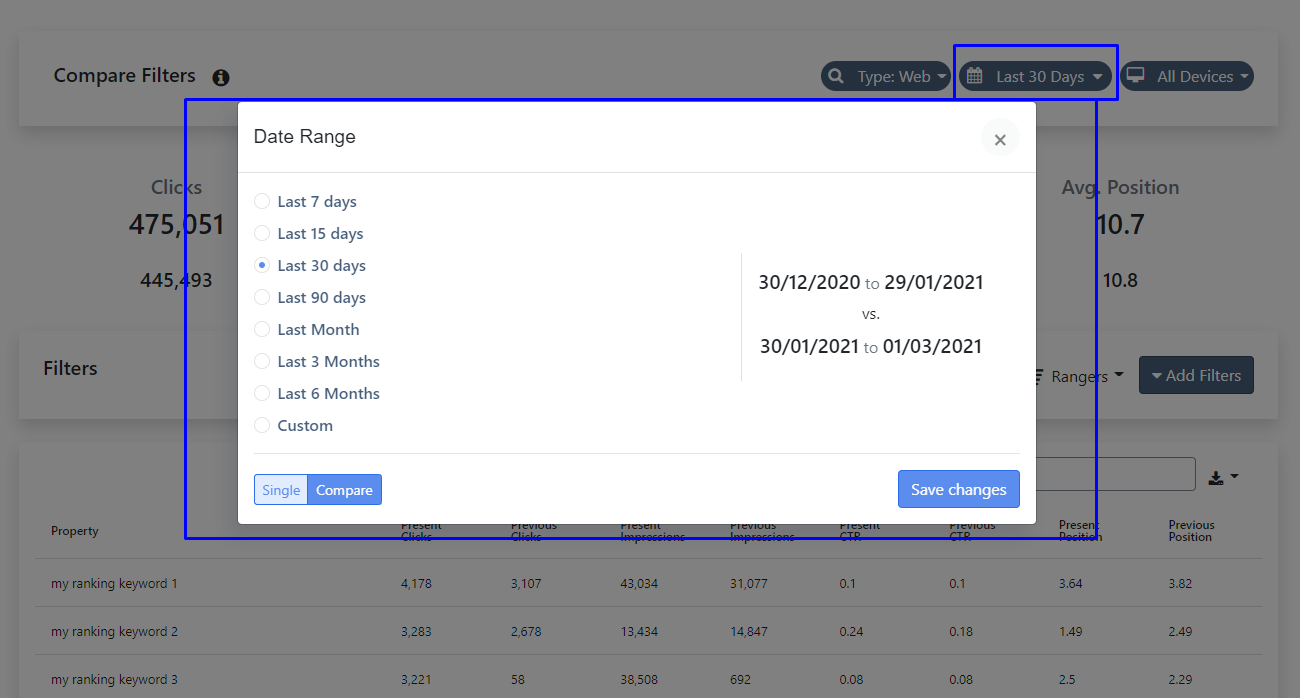 Compare Filters
Type: Web
Last 30 Days
All Devices
Date Range
×
Clicks
475,051
445,493
Avg. Position
10.7
10.8
Last 7 days
Last 15 days
Last 30 days
Last 90 days
Last Month
Last 3 Months
Last 6 Months
Custom
30/12/2020 to 29/01/2021
vs.
30/01/2021 to 01/03/2021
Single Compare
Save changes
Filters
Rangers
Add Filters
Property Present Clicks Previous Clicks Present Impressions Previous Impressions Present CTR Previous CTR Present Position Previous Position
my ranking keyword 1 4,178 3,107 43,034 31,077 0.1 0.1 3.64 3.82
my ranking keyword 2 3,283 2,678 13,434 14,847 0.24 0.18 1.49 2.49
my ranking keyword 3 3,221 58 38,508 692 0.08 0.08 2.5 2.29